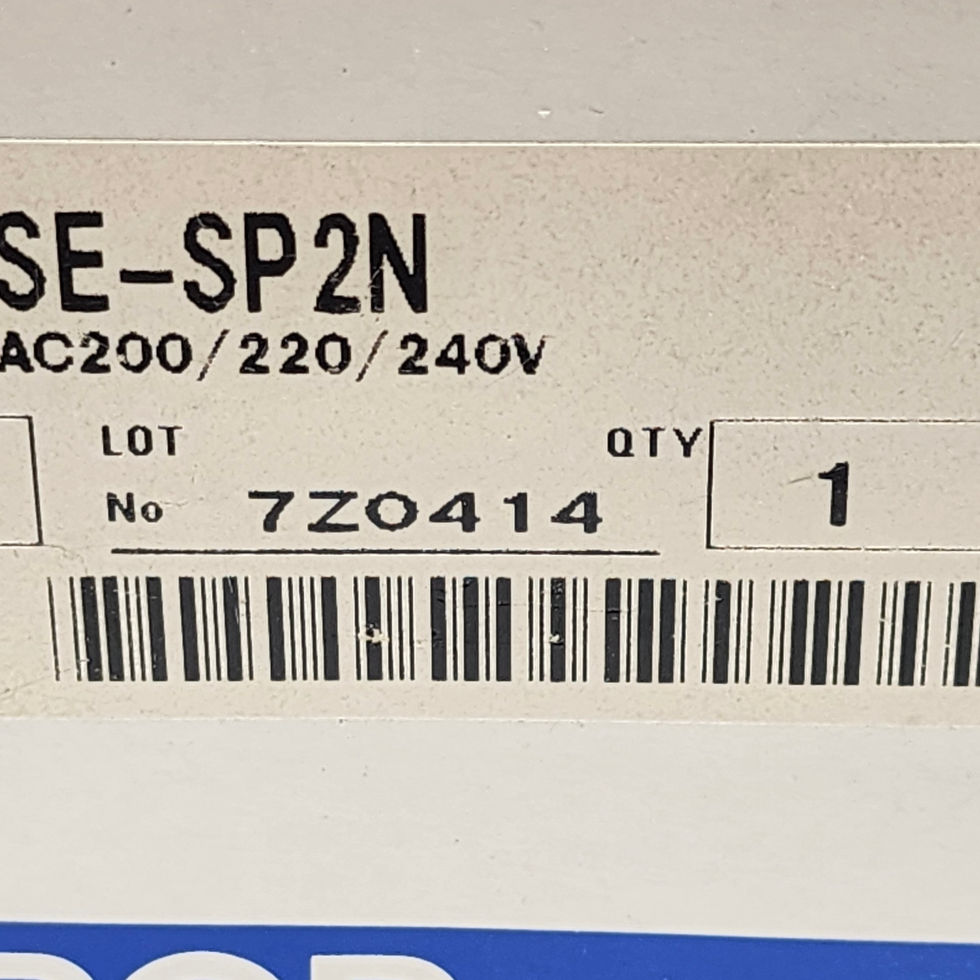 SE-SP2N
AC200/220/240V
LOT
No 7Z0414
QTY 1